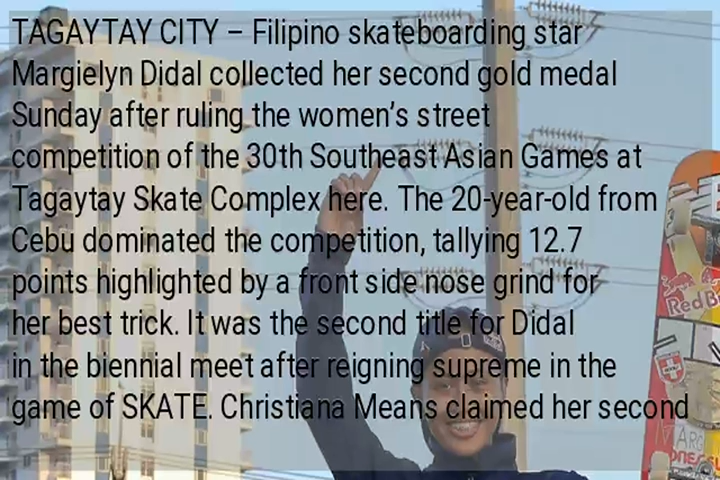 TAGAYTAY CITY – Filipino skateboarding star
Margielyn Didal collected her second gold medal
Sunday after ruling the women’s street
competition of the 30th Southeast Asian Games at
Tagaytay Skate Complex here. The 20-year-old from
Cebu dominated the competition, tallying 12.7
points highlighted by a front side nose grind for
her best trick. It was the second title for Didal
in the biennial meet after reigning supreme in the
game of SKATE. Christiana Means claimed her second
RedB